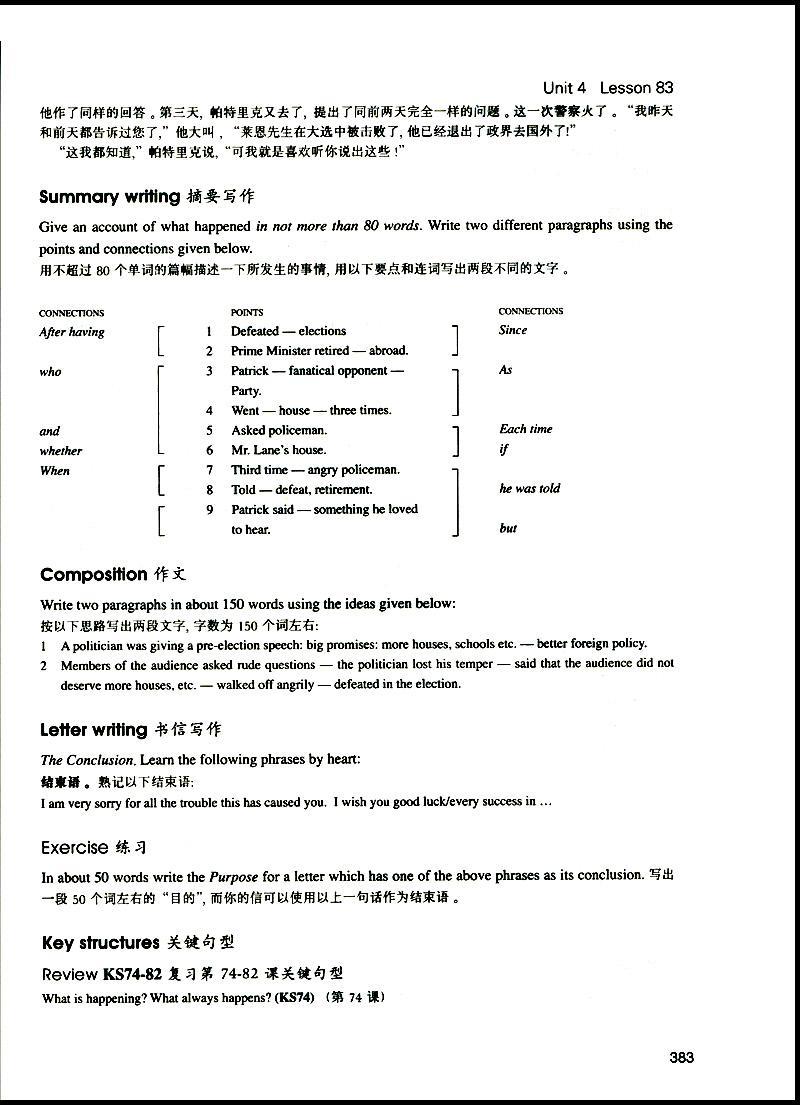 Unit 4 Lesson 83
他作了同样的回答。第三天, 帕特里克又去了, 提出了同前两天完全一样的问题。这一次警察火了。“我昨天
和前天都告诉过您了,” 他大叫, “莱恩先生在大选中被击败了, 他已经退出了政界去国外了!”
“这我都知道,” 帕特里克说, “可我就是喜欢听你说出这些!”
Summary writing 摘要写作
Give an account of what happened in not more than 80 words. Write two different paragraphs using the
points and connections given below.
用不超过 80 个单词的篇幅描述一下所发生的事情, 用以下要点和连词写出两段不同的文字。
CONNECTIONS POINTS CONNECTIONS
After having 1 Defeated — elections Since
2 Prime Minister retired — abroad.
who 3 Patrick — fanatical opponent — As
Party.
4 Went — house — three times.
and 5 Asked policeman. Each time
whether 6 Mr. Lane's house. if
When 7 Third time — angry policeman.
8 Told — defeat, retirement. he was told
9 Patrick said — something he loved
to hear. but
Composition 作文
Write two paragraphs in about 150 words using the ideas given below:
按以下思路写出两段文字, 字数为 150 个词左右:
1 A politician was giving a pre-election speech: big promises: more houses, schools etc. — better foreign policy.
2 Members of the audience asked rude questions — the politician lost his temper — said that the audience did not
deserve more houses, etc. — walked off angrily — defeated in the election.
Letter writing 书信写作
The Conclusion. Learn the following phrases by heart:
结束语。熟记以下结束语:
I am very sorry for all the trouble this has caused you. I wish you good luck/every success in …
Exercise 练习
In about 50 words write the Purpose for a letter which has one of the above phrases as its conclusion. 写出
一段 50 个词左右的 “目的”, 而你的信可以使用以上一句话作为结束语。
Key structures 关键句型
Review KS74-82 复习第 74-82 课关键句型
What is happening? What always happens? (KS74) (第 74 课)
383